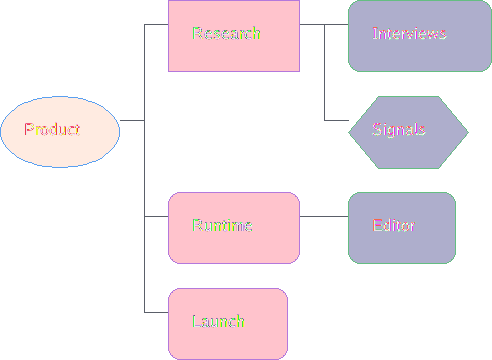 Research
Interviews
Product
Signals
Runtime
Editor
Launch